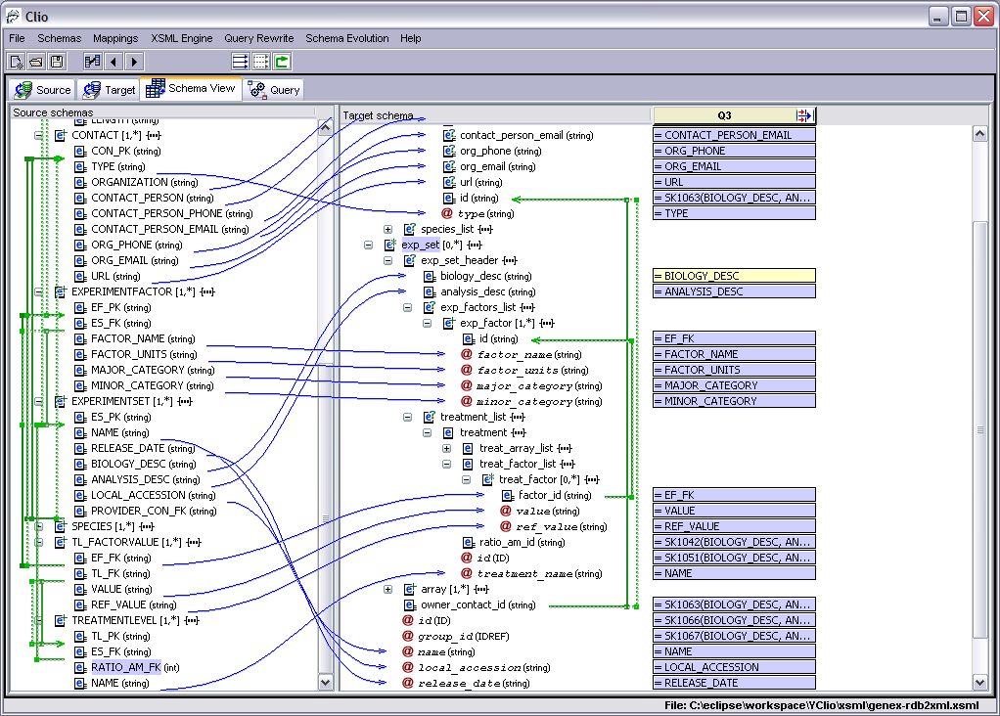 Clio
File Schemas Mappings XSML Engine Query Rewrite Schema Evolution Help
Source Target Schema View Query
Source schemas
LENGTH (string)
CONTACT [1,*]
CON_PK (string)
TYPE (string)
ORGANIZATION (string)
CONTACT_PERSON (string)
CONTACT_PERSON_PHONE (string)
CONTACT_PERSON_EMAIL (string)
ORG_PHONE (string)
ORG_EMAIL (string)
URL (string)
EXPERIMENTFACTOR [1,*]
EF_PK (string)
ES_FK (string)
FACTOR_NAME (string)
FACTOR_UNITS (string)
MAJOR_CATEGORY (string)
MINOR_CATEGORY (string)
EXPERIMENTSET [1,*]
ES_PK (string)
NAME (string)
RELEASE_DATE (string)
BIOLOGY_DESC (string)
ANALYSIS_DESC (string)
LOCAL_ACCESSION (string)
PROVIDER_CON_FK (string)
SPECIES [1,*]
TL_FACTORVALUE [1,*]
EF_FK (string)
TL_FK (string)
VALUE (string)
REF_VALUE (string)
TREATMENTLEVEL [1,*]
TL_PK (string)
ES_FK (string)
RATIO_AM_FK (int)
NAME (string)
Target schema
contact_person_email (string)
org_phone (string)
org_email (string)
url (string)
id (string)
@ type (string)
species_list
exp_set [0,*]
exp_set_header
biology_desc (string)
analysis_desc (string)
exp_factors_list
exp_factor [1,*]
id (string)
@ factor_name (string)
@ factor_units (string)
@ major_category (string)
@ minor_category (string)
treatment_list
treatment
treat_array_list
treat_factor_list
treat_factor [0,*]
factor_id (string)
@ value (string)
@ ref_value (string)
ratio_am_id (string)
@ id (ID)
@ treatment_name (string)
array [1,*]
owner_contact_id (string)
@ id (ID)
@ group_id (IDREF)
@ name (string)
@ local_accession (string)
@ release_date (string)
Q3
= CONTACT_PERSON_EMAIL
= ORG_PHONE
= ORG_EMAIL
= URL
= SK1063(BIOLOGY_DESC, AN...
= TYPE
= BIOLOGY_DESC
= ANALYSIS_DESC
= EF_FK
= FACTOR_NAME
= FACTOR_UNITS
= MAJOR_CATEGORY
= MINOR_CATEGORY
= EF_FK
= VALUE
= REF_VALUE
= SK1042(BIOLOGY_DESC, AN...
= SK1051(BIOLOGY_DESC, AN...
= NAME
= SK1063(BIOLOGY_DESC, AN...
= SK1066(BIOLOGY_DESC, AN...
= SK1067(BIOLOGY_DESC, AN...
= NAME
= LOCAL_ACCESSION
= RELEASE_DATE
File: C:\eclipse\workspace\YClio\xsml\genex-rdb2xml.xsml